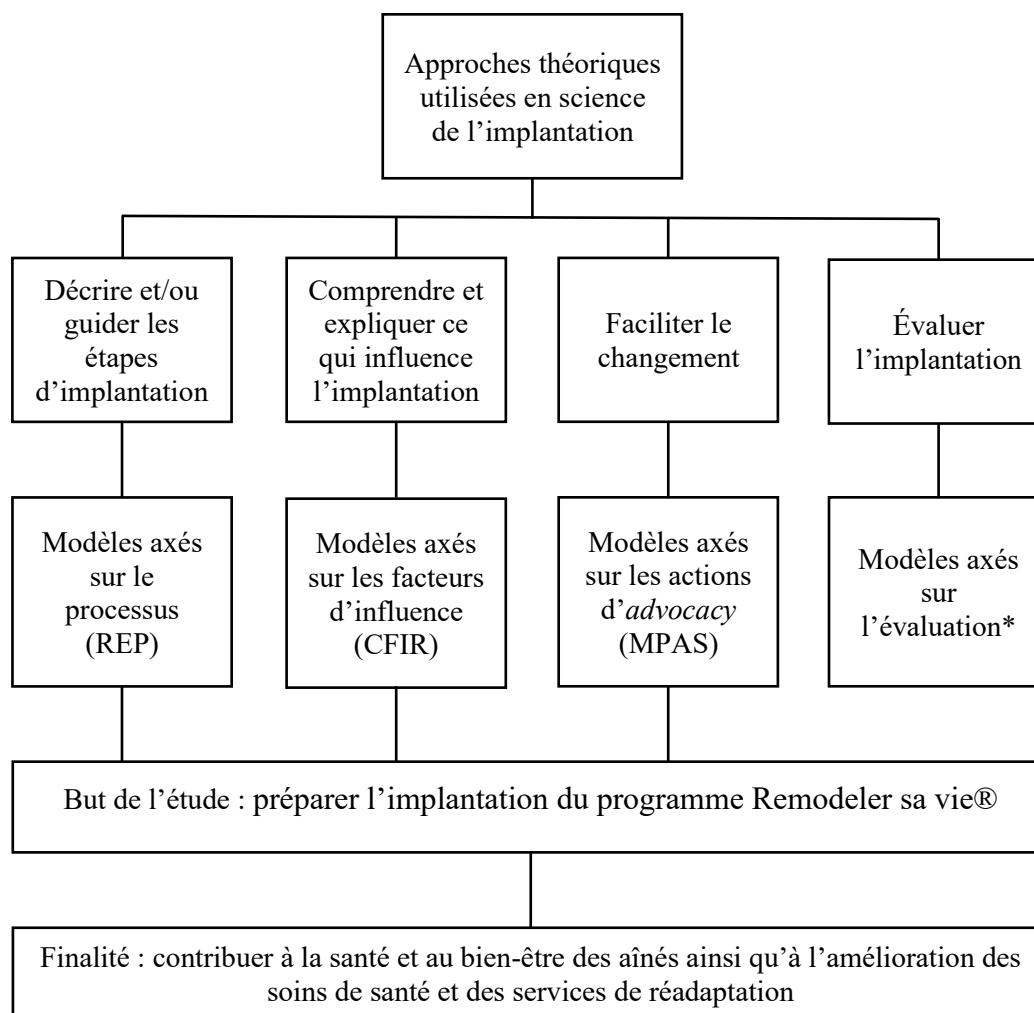 Approches théoriques
utilisées en science
de l’implantation
Décrire et/ou
guider les
étapes
d’implantation
Comprendre et
expliquer ce
qui influence
l’implantation
Faciliter le
changement
Évaluer
l’implantation
Modèles axés
sur le
processus
(REP)
Modèles axés
sur les facteurs
d’influence
(CFIR)
Modèles axés
sur les actions
d’advocacy
(MPAS)
Modèles axés
sur
l’évaluation*
But de l’étude : préparer l’implantation du programme Remodeler sa vie®
Finalité : contribuer à la santé et au bien-être des aînés ainsi qu’à l’amélioration des
soins de santé et des services de réadaptation